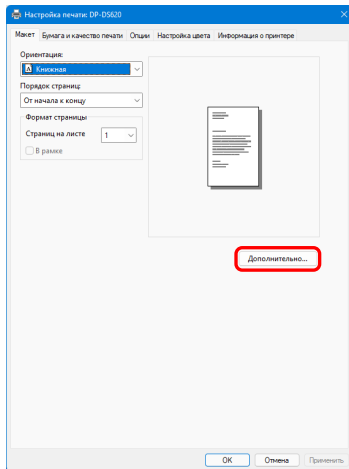 Настройка печати: DP-DS620
Макет Бумага и качество печати Опции Настройка цвета Информация о принтере
Ориентация:
A Книжная
Порядок страниц:
От начала к концу
Формат страницы
Страниц на листе 1
В рамке
Дополнительно...
ОК Отмена Применить